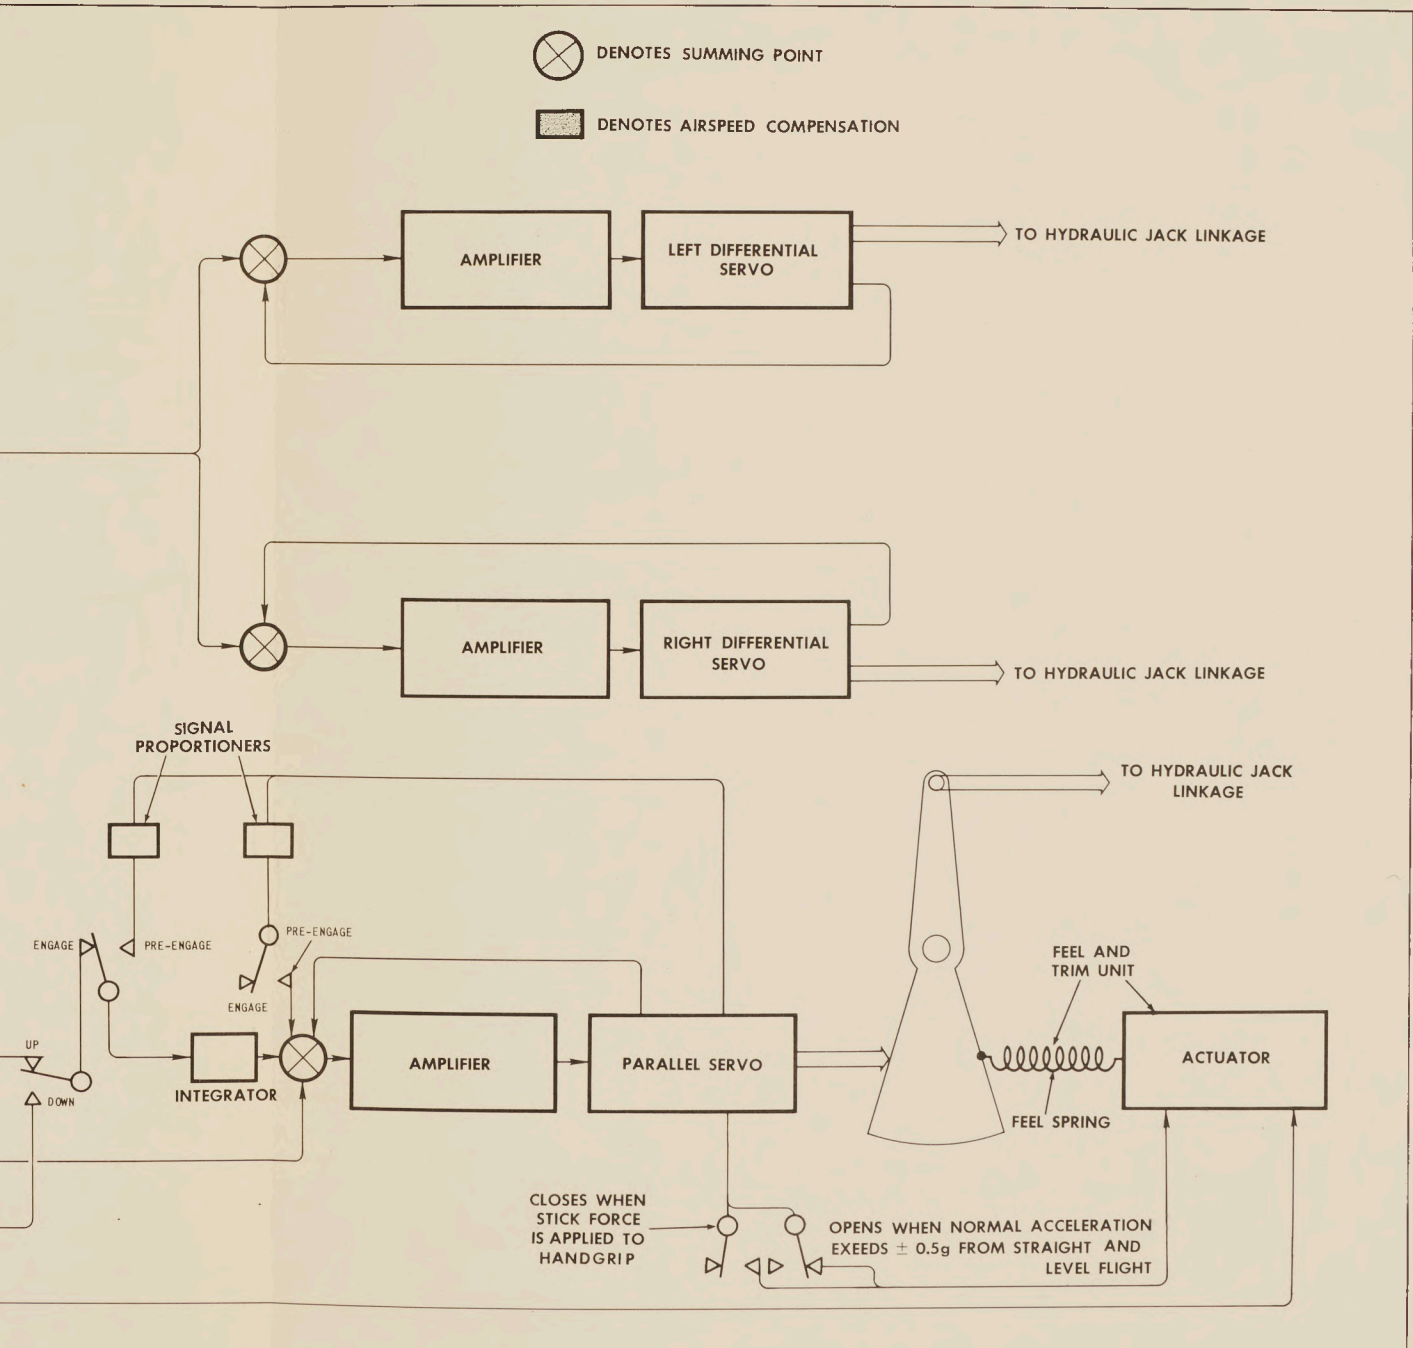 DENOTES SUMMING POINT
DENOTES AIRSPEED COMPENSATION
AMPLIFIER
LEFT DIFFERENTIAL
SERVO
TO HYDRAULIC JACK LINKAGE
AMPLIFIER
RIGHT DIFFERENTIAL
SERVO
TO HYDRAULIC JACK LINKAGE
SIGNAL
PROPORTIONERS
TO HYDRAULIC JACK
LINKAGE
ENGAGE
PRE-ENGAGE
PRE-ENGAGE
ENGAGE
FEEL AND
TRIM UNIT
UP
DOWN
INTEGRATOR
AMPLIFIER
PARALLEL SERVO
ACTUATOR
FEEL SPRING
CLOSES WHEN
STICK FORCE
IS APPLIED TO
HANDGRIP
OPENS WHEN NORMAL ACCELERATION
EXEEDS ± 0.5g FROM STRAIGHT AND
LEVEL FLIGHT